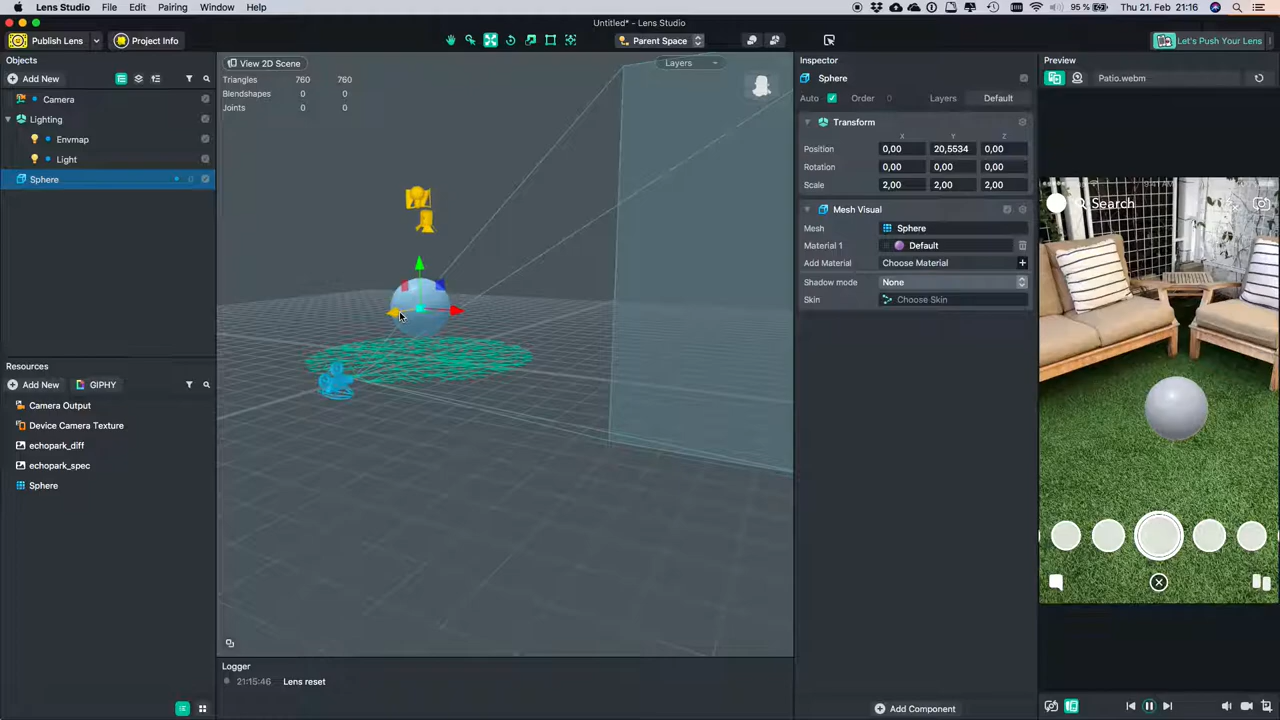 Lens Studio File Edit Pairing Window Help
95 % Thu 21. Feb 21:16
Untitled* - Lens Studio
Publish Lens Project Info Parent Space Let's Push Your Lens
Objects
Add New
Camera
Lighting
Envmap
Light
Sphere
View 2D Scene
Layers
Triangles 760 760
Blendshapes 0 0
Joints 0 0
Resources
Add New GIPHY
Camera Output
Device Camera Texture
echopark_diff
echopark_spec
Sphere
Logger
21:15:46 Lens reset
Inspector
Sphere
Auto Order 0 Layers Default
Transform
X Y Z
Position 0,00 20,5534 0,00
Rotation 0,00 0,00 0,00
Scale 2,00 2,00 2,00
Mesh Visual
Mesh Sphere
Material 1 Default
Add Material Choose Material
Shadow mode None
Skin Choose Skin
Add Component
Preview
Patio.webm
Search